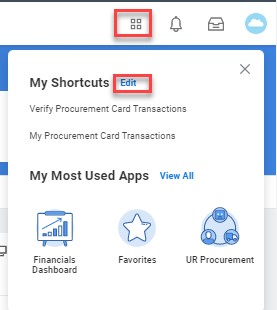 My Shortcuts Edit
Verify Procurement Card Transactions
My Procurement Card Transactions
My Most Used Apps View All
Financials
Dashboard
Favorites
UR Procurement